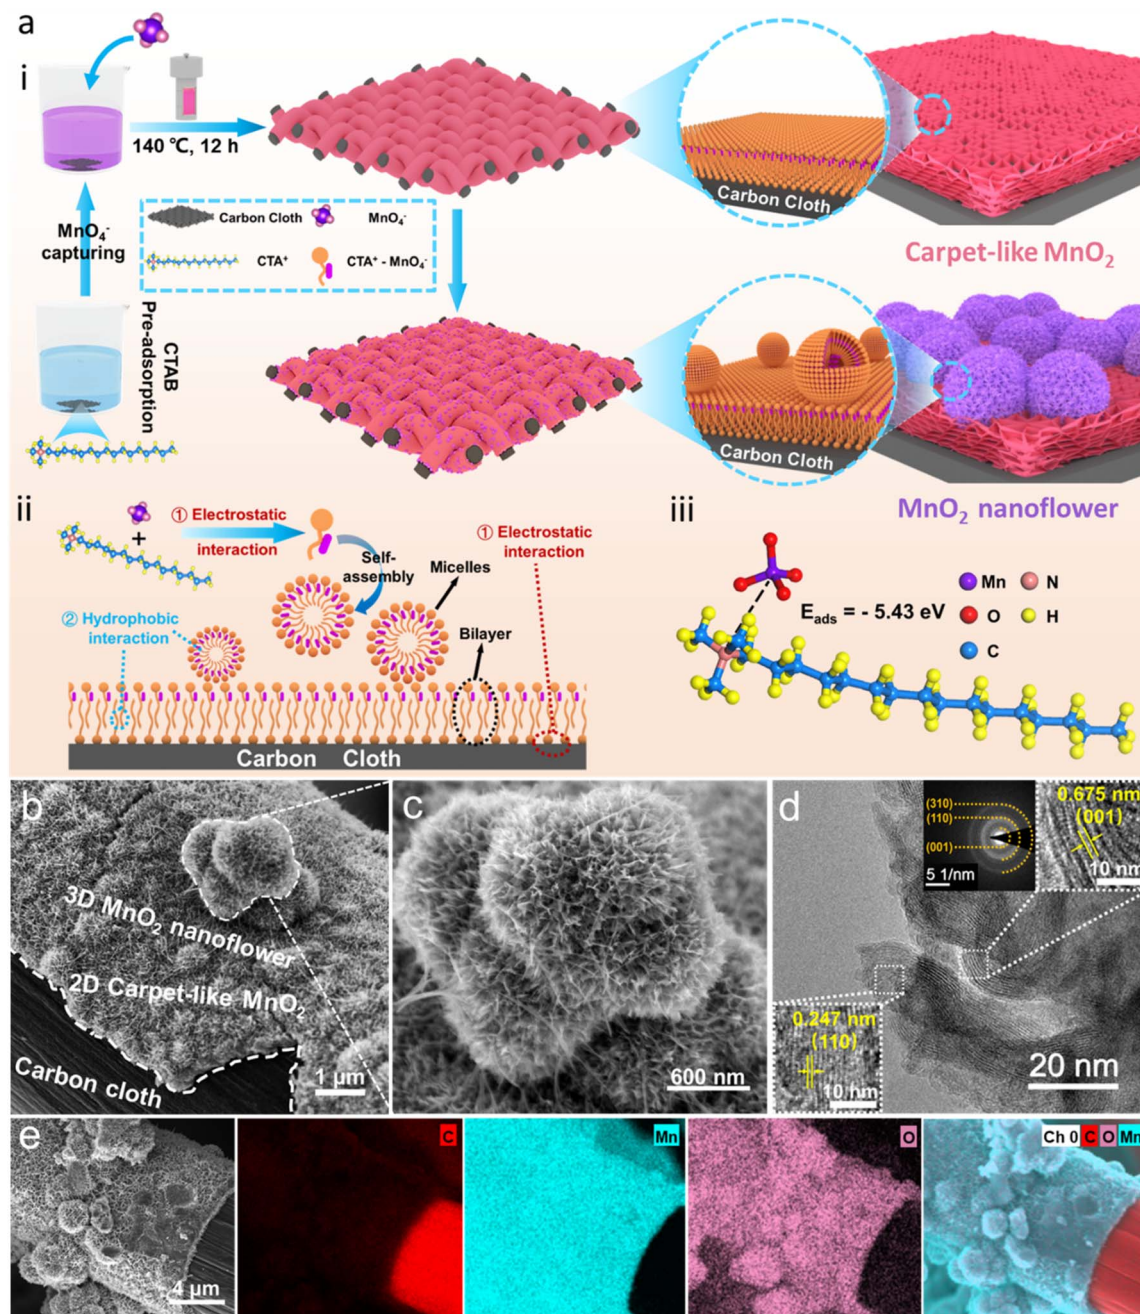 a
i
140 ℃, 12 h
MnO₄⁻
capturing
Carbon Cloth
MnO₄⁻
CTA⁺
CTA⁺ - MnO₄⁻
CTAB
Pre-adsorption
Carbon Cloth
Carpet-like MnO₂
Carbon Cloth
MnO₂ nanoflower
ii
+
① Electrostatic
interaction
Self-
assembly
Micelles
① Electrostatic
interaction
② Hydrophobic
interaction
Bilayer
Carbon Cloth
iii
Eads = - 5.43 eV
Mn
N
O
H
C
b
3D MnO₂ nanoflower
2D Carpet-like MnO₂
Carbon cloth
1 μm
c
600 nm
d
(310)
(110)
(001)
5 1/nm
0.675 nm
(001)
10 nm
0.247 nm
(110)
10 nm
20 nm
e
4 μm
C
Mn
O
Ch 0 C O Mn